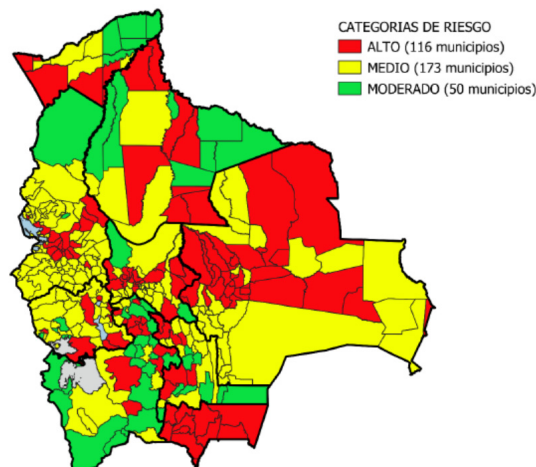 CATEGORIAS DE RIESGO
ALTO (116 municipios)
MEDIO (173 municipios)
MODERADO (50 municipios)